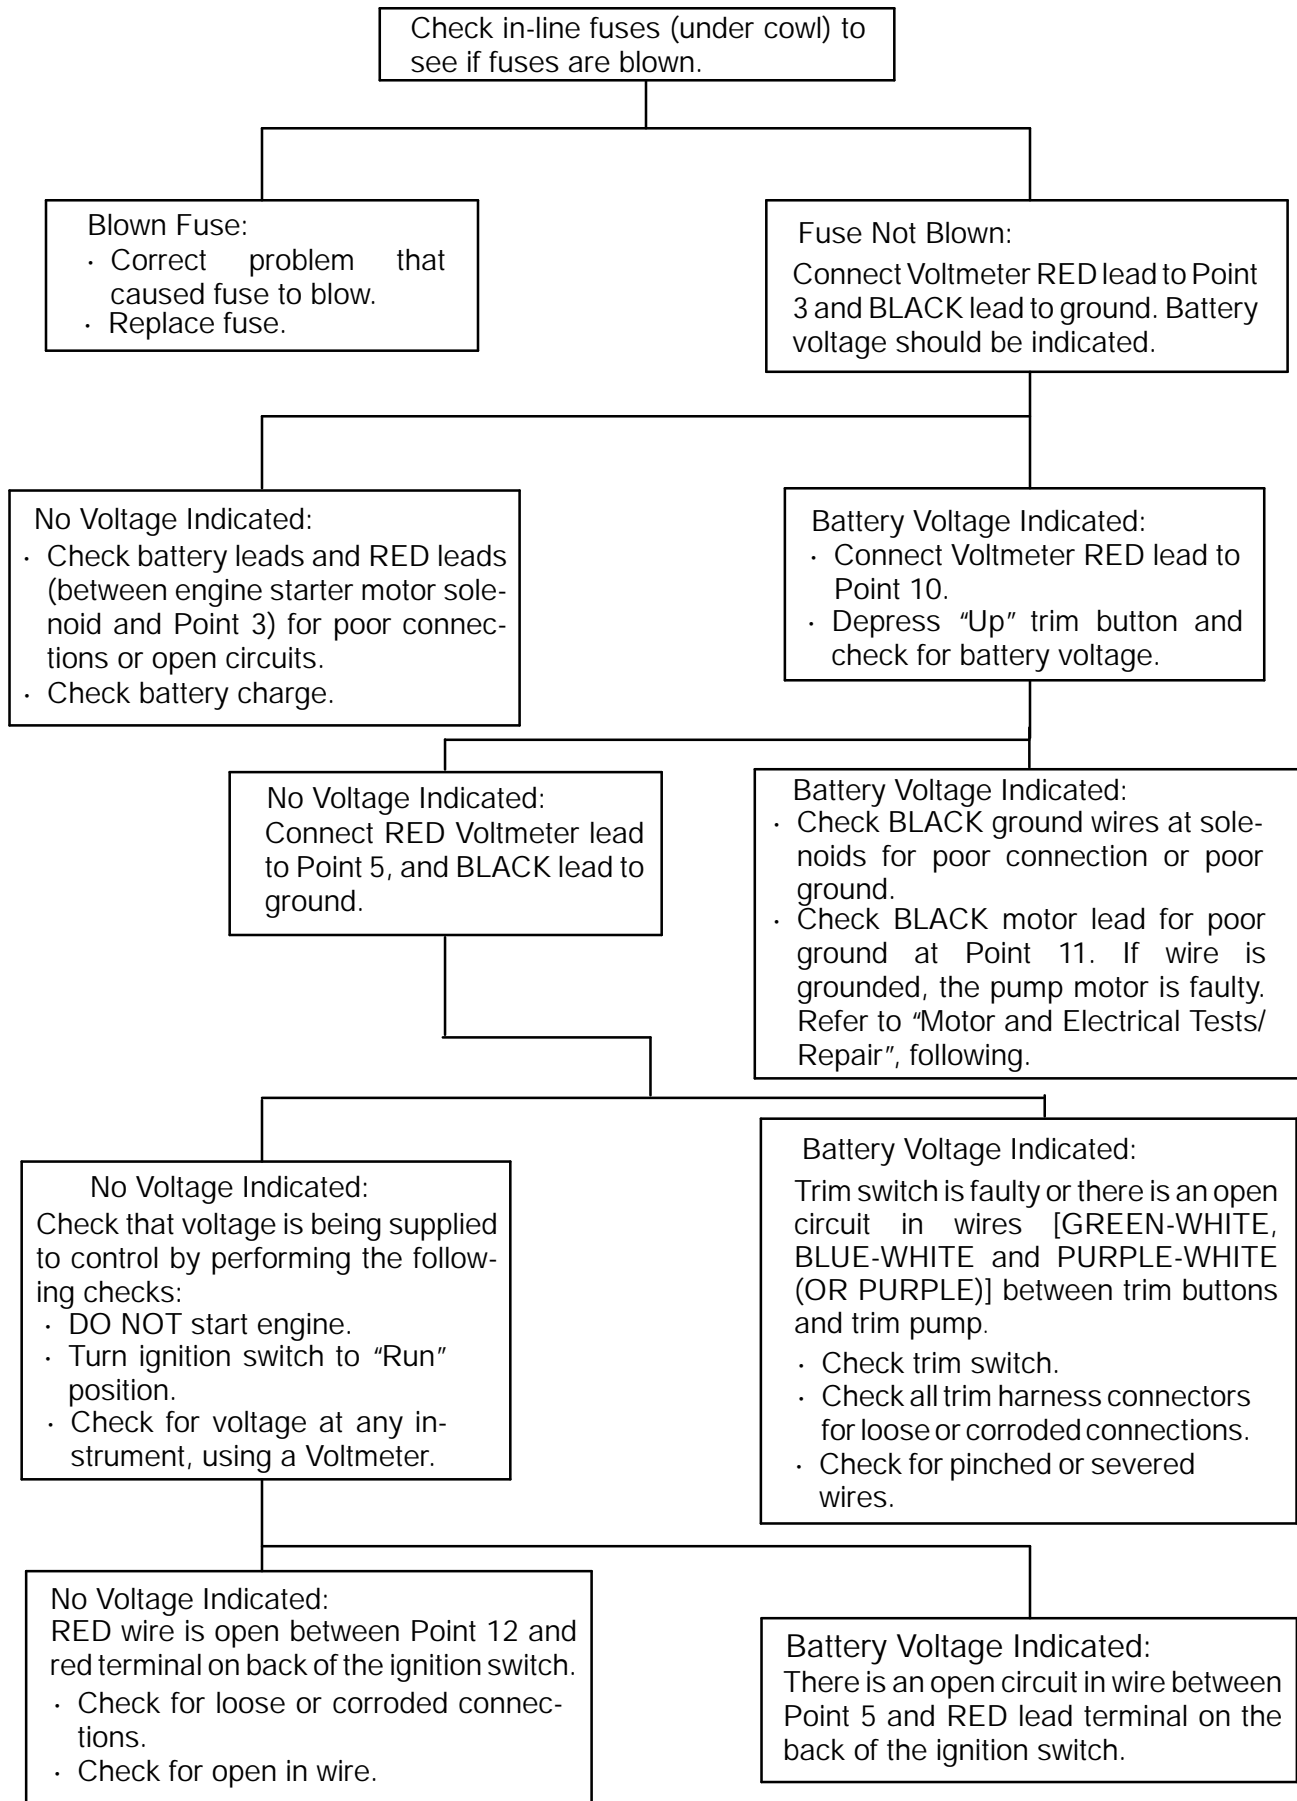 Check in-line fuses (under cowl) to
see if fuses are blown.
Blown Fuse:
· Correct problem that
caused fuse to blow.
· Replace fuse.
Fuse Not Blown:
Connect Voltmeter RED lead to Point
3 and BLACK lead to ground. Battery
voltage should be indicated.
No Voltage Indicated:
· Check battery leads and RED leads
(between engine starter motor sole-
noid and Point 3) for poor connec-
tions or open circuits.
· Check battery charge.
Battery Voltage Indicated:
· Connect Voltmeter RED lead to
Point 10.
· Depress “Up” trim button and
check for battery voltage.
No Voltage Indicated:
Connect RED Voltmeter lead
to Point 5, and BLACK lead to
ground.
Battery Voltage Indicated:
· Check BLACK ground wires at sole-
noids for poor connection or poor
ground.
· Check BLACK motor lead for poor
ground at Point 11. If wire is
grounded, the pump motor is faulty.
Refer to “Motor and Electrical Tests/
Repair”, following.
No Voltage Indicated:
Check that voltage is being supplied
to control by performing the follow-
ing checks:
· DO NOT start engine.
· Turn ignition switch to “Run”
position.
· Check for voltage at any in-
strument, using a Voltmeter.
Battery Voltage Indicated:
Trim switch is faulty or there is an open
circuit in wires [GREEN-WHITE,
BLUE-WHITE and PURPLE-WHITE
(OR PURPLE)] between trim buttons
and trim pump.
· Check trim switch.
· Check all trim harness connectors
for loose or corroded connections.
· Check for pinched or severed
wires.
No Voltage Indicated:
RED wire is open between Point 12 and
red terminal on back of the ignition switch.
· Check for loose or corroded connec-
tions.
· Check for open in wire.
Battery Voltage Indicated:
There is an open circuit in wire between
Point 5 and RED lead terminal on the
back of the ignition switch.